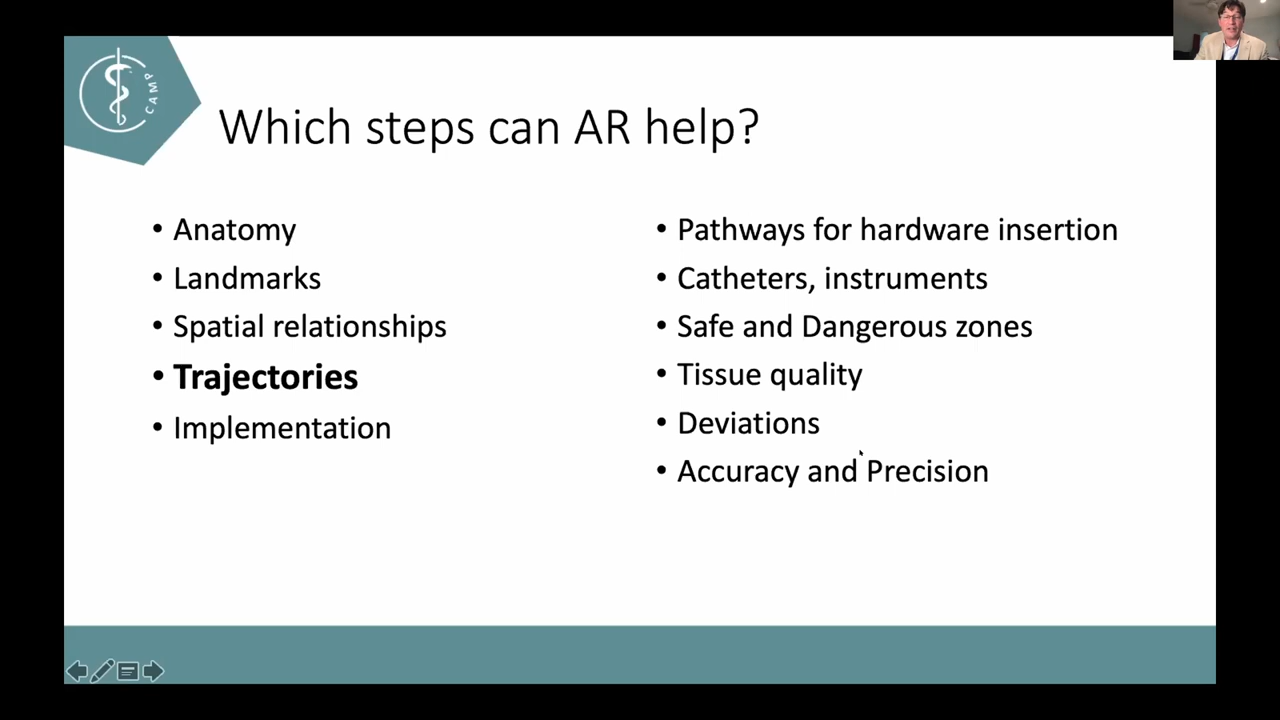 CAMP
Which steps can AR help?
• Anatomy
• Landmarks
• Spatial relationships
• Trajectories
• Implementation
• Pathways for hardware insertion
• Catheters, instruments
• Safe and Dangerous zones
• Tissue quality
• Deviations
• Accuracy and Precision